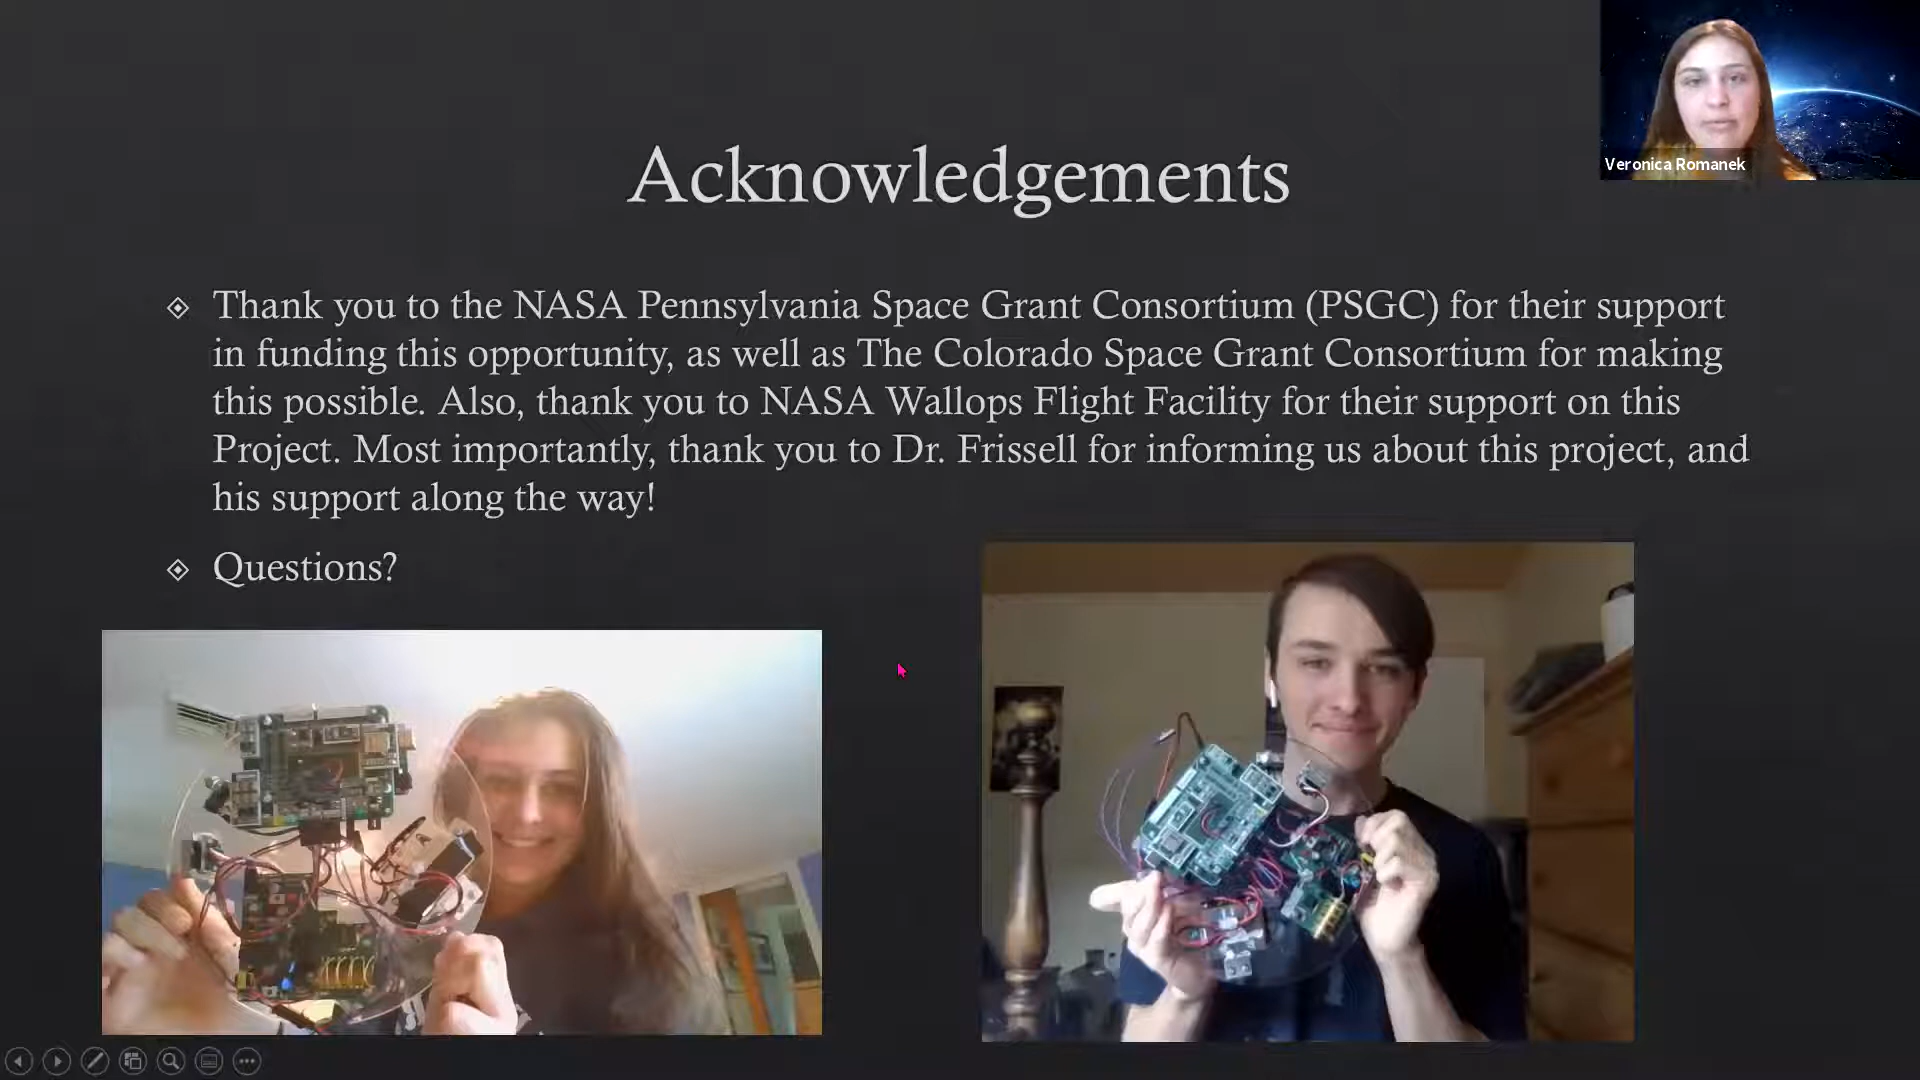 Veronica Romanek
Acknowledgements
Thank you to the NASA Pennsylvania Space Grant Consortium (PSGC) for their support
in funding this opportunity, as well as The Colorado Space Grant Consortium for making
this possible. Also, thank you to NASA Wallops Flight Facility for their support on this
Project. Most importantly, thank you to Dr. Frissell for informing us about this project, and
his support along the way!
Questions?